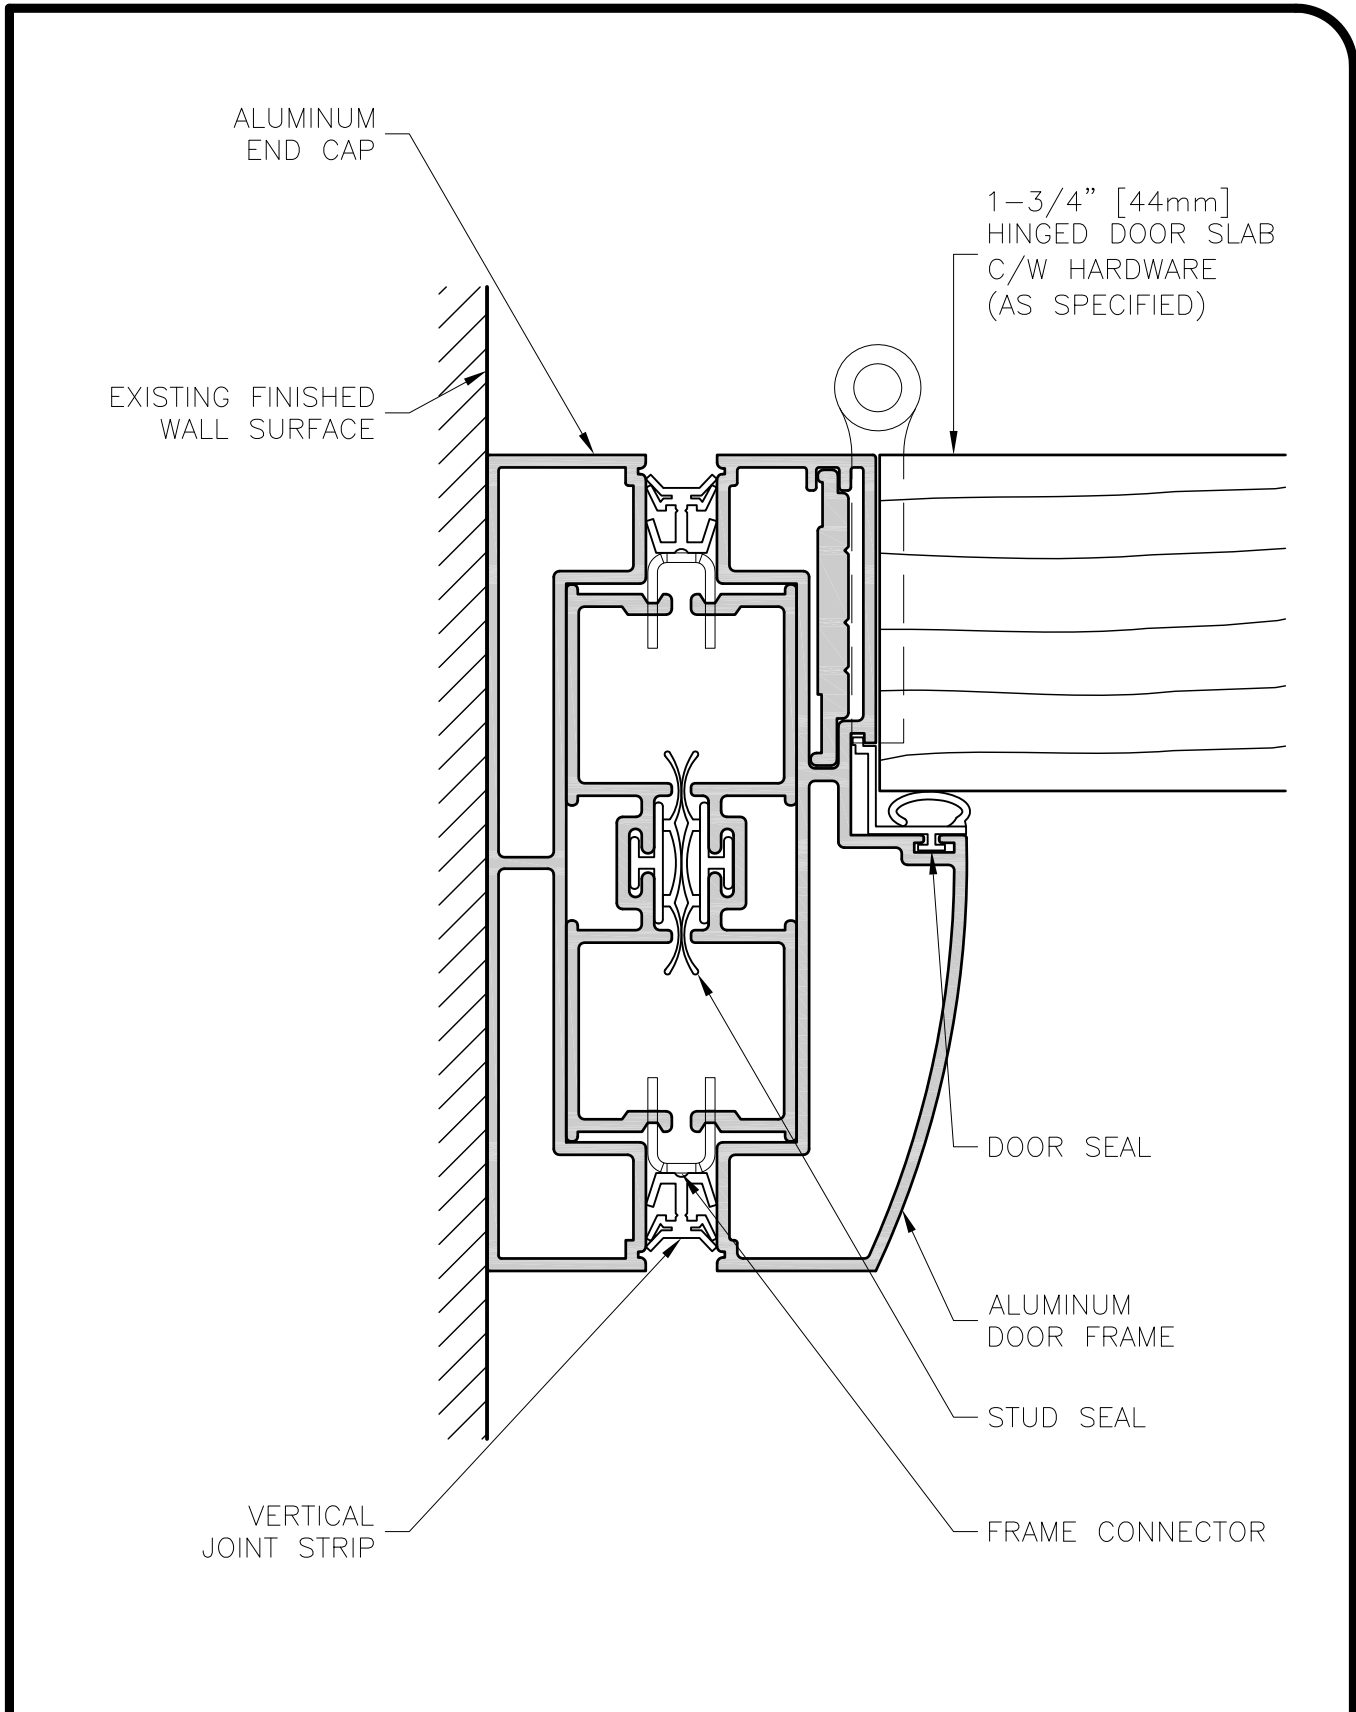 ALUMINUM
END CAP
1-3/4” [44mm]
HINGED DOOR SLAB
C/W HARDWARE
(AS SPECIFIED)
EXISTING FINISHED
WALL SURFACE
DOOR SEAL
ALUMINUM
DOOR FRAME
STUD SEAL
VERTICAL
JOINT STRIP
FRAME CONNECTOR